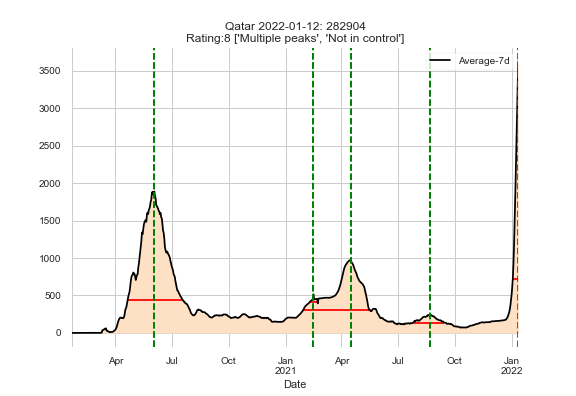 Qatar 2022-01-12: 282904
Rating:8 ['Multiple peaks', 'Not in control']
Average-7d
3500
3000
2500
2000
1500
1000
500
0
Apr Jul Oct Jan Apr Jul Oct Jan
2021 2022
Date